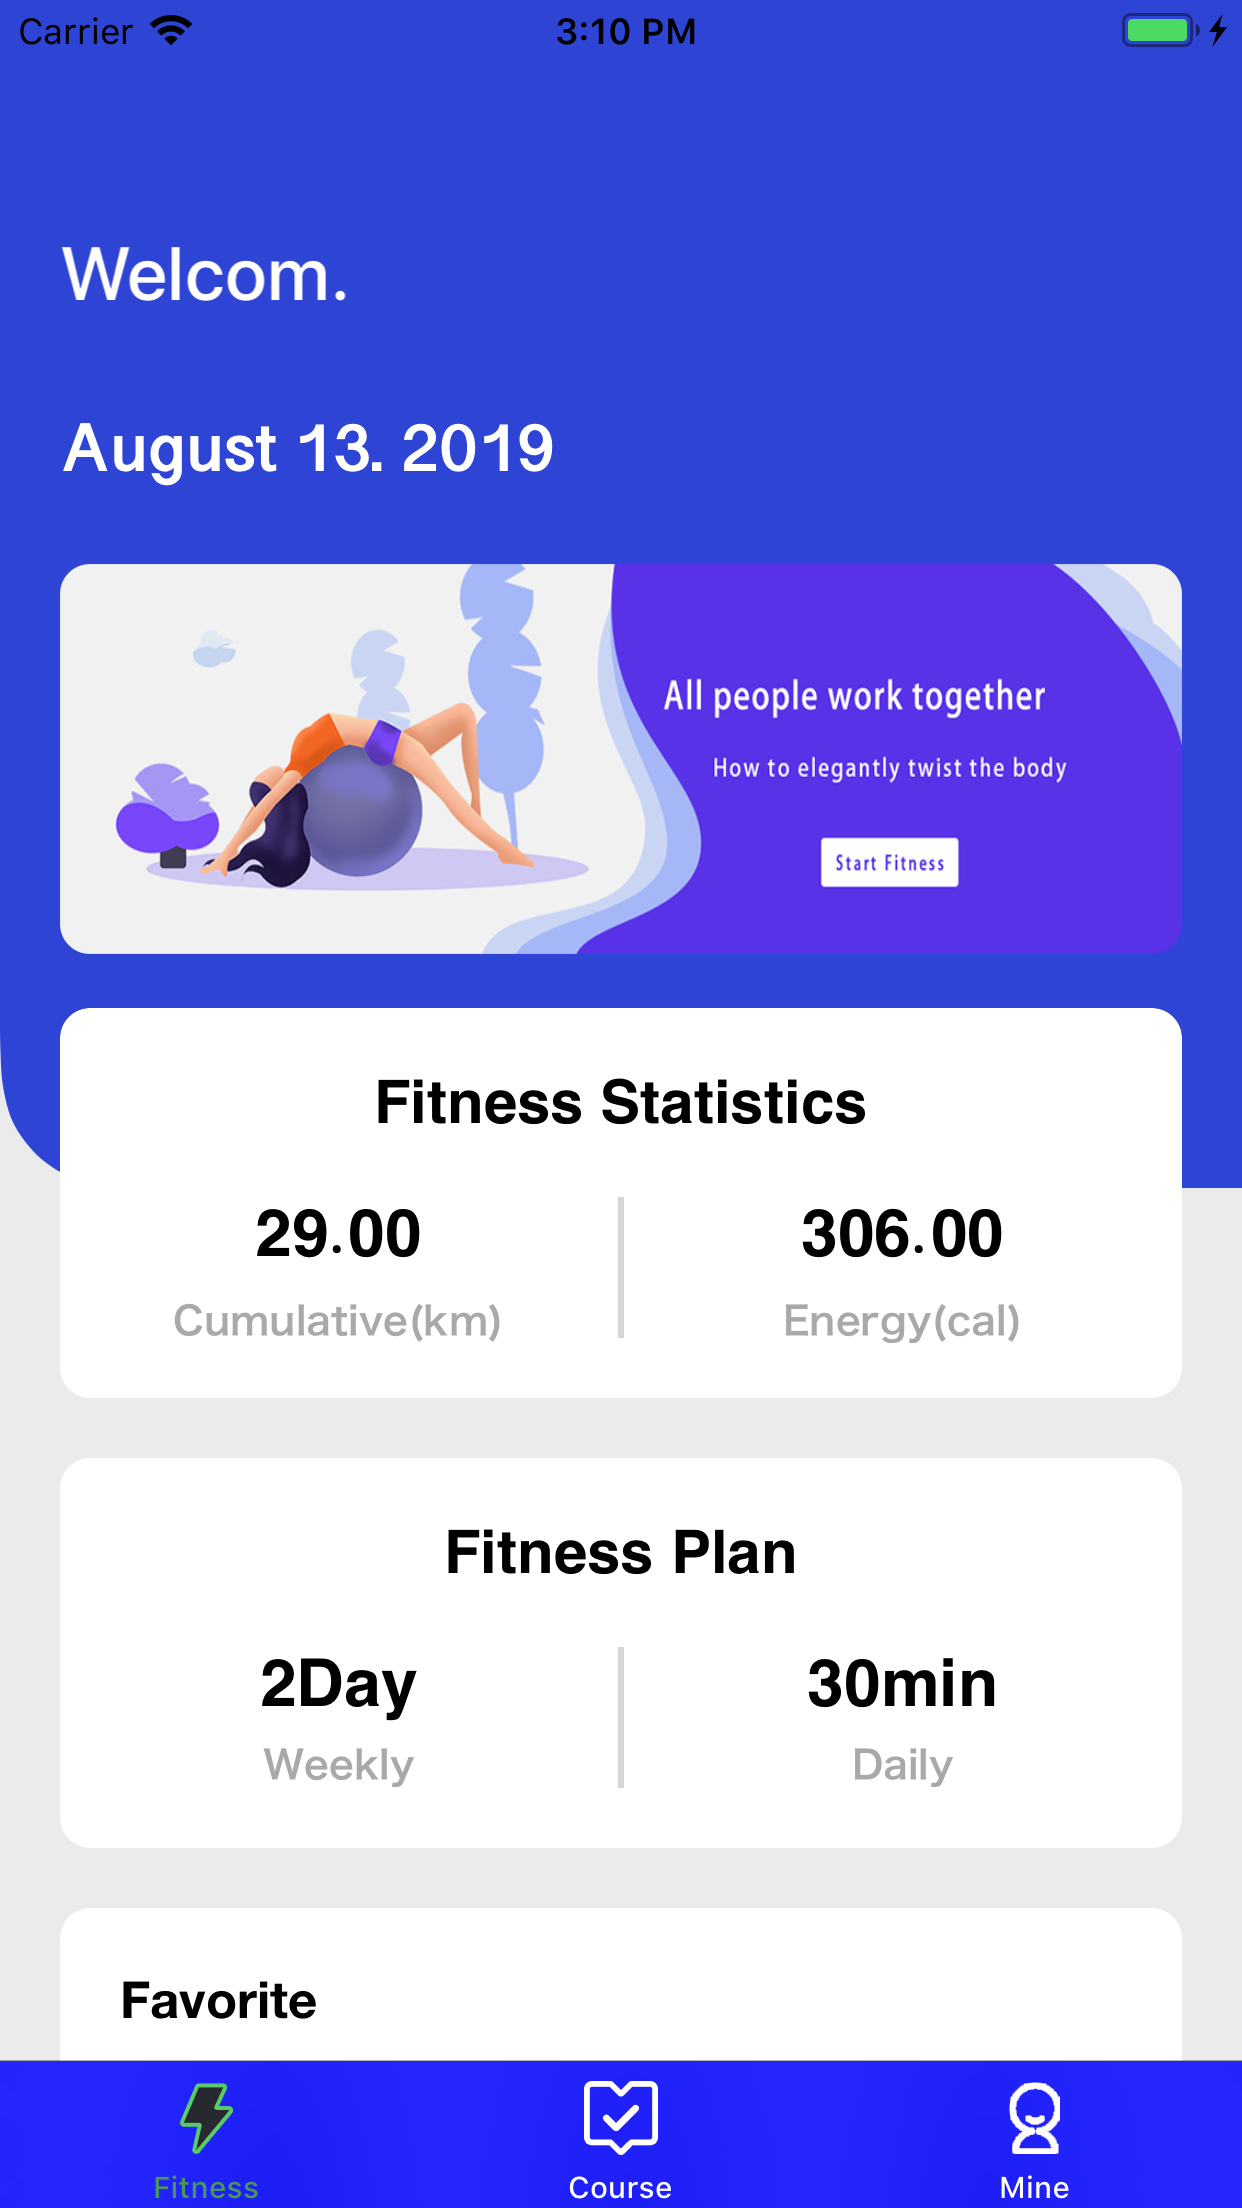 Carrier 3:10 PM
Welcom.
August 13. 2019
All people work together
How to elegantly twist the body
Start Fitness
Fitness Statistics
29.00 306.00
Cumulative(km) Energy(cal)
Fitness Plan
2Day 30min
Weekly Daily
Favorite
Fitness Course Mine